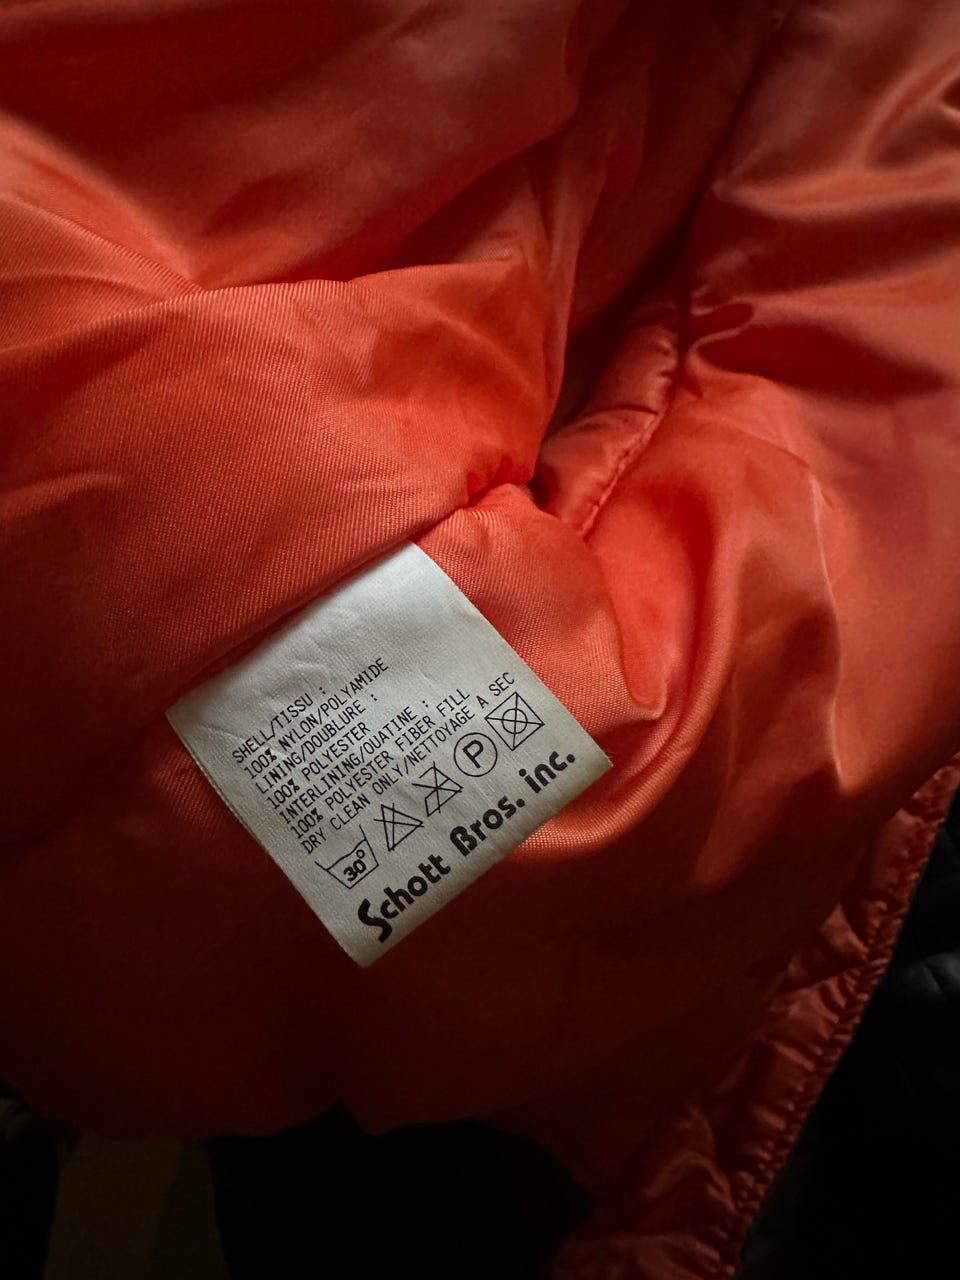 SHELL/TISSU :
100% NYLON/POLYAMIDE
LINING/DOUBLURE :
100% POLYESTER
INTERLINING/OUATINE :
100% POLYESTER FIBER FILL
DRY CLEAN ONLY/NETTOYAGE A SEC
30° P
Schott Bros. inc.